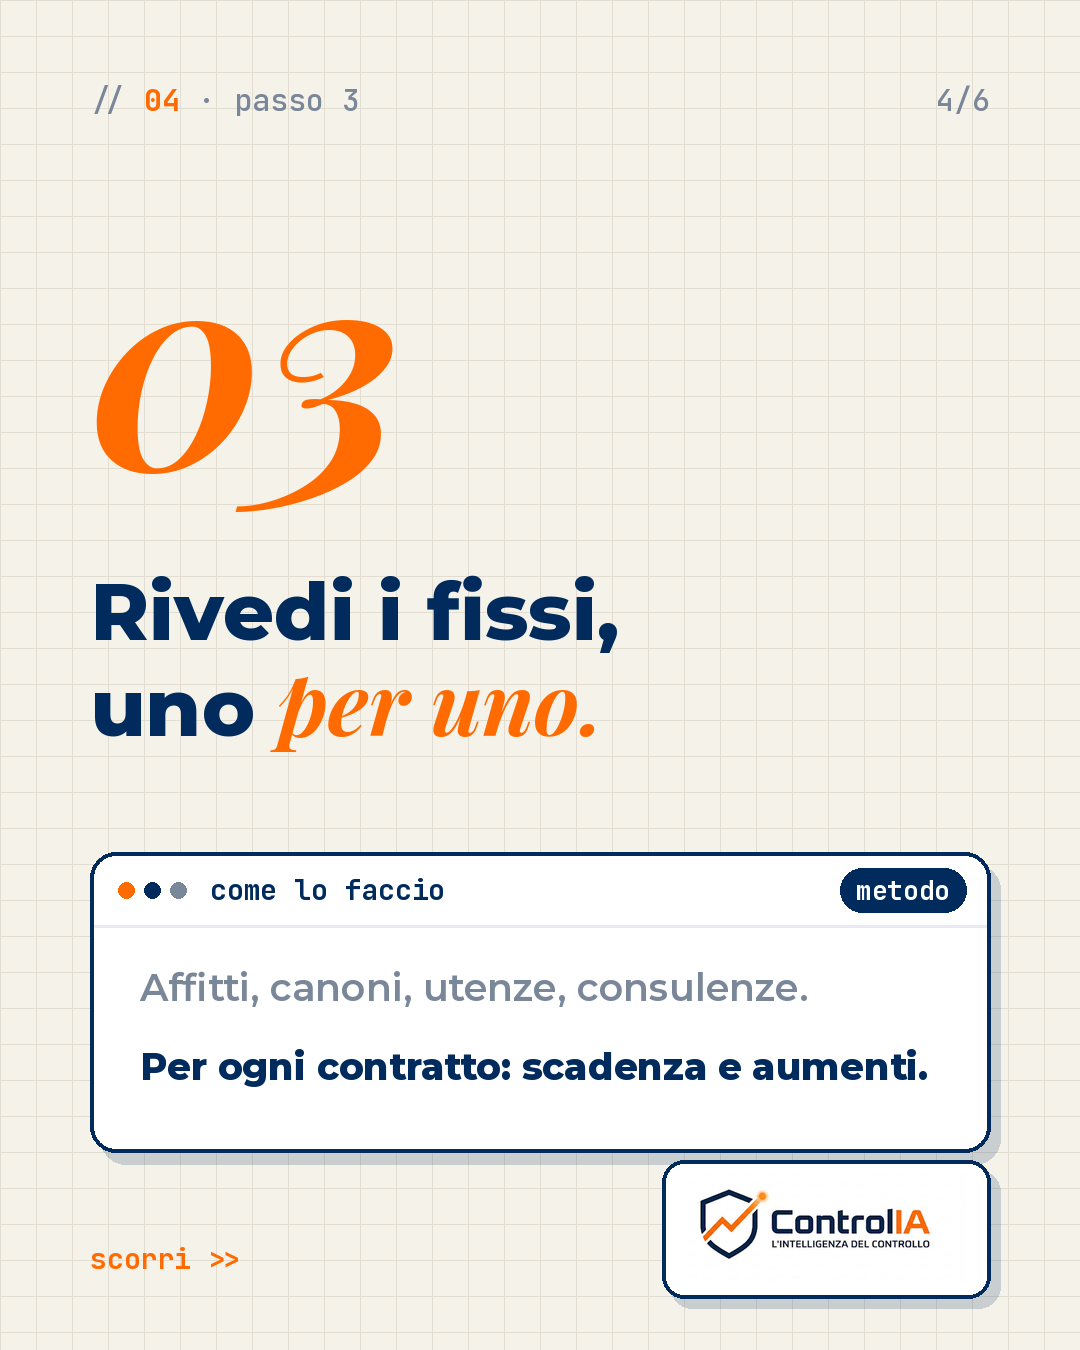 // 04 · passo 3
4/6
03
Rivedi i fissi,
uno per uno.
come lo faccio
metodo
Affitti, canoni, utenze, consulenze.
Per ogni contratto: scadenza e aumenti.
ControlIA
L'INTELLIGENZA DEL CONTROLLO
scorri >>